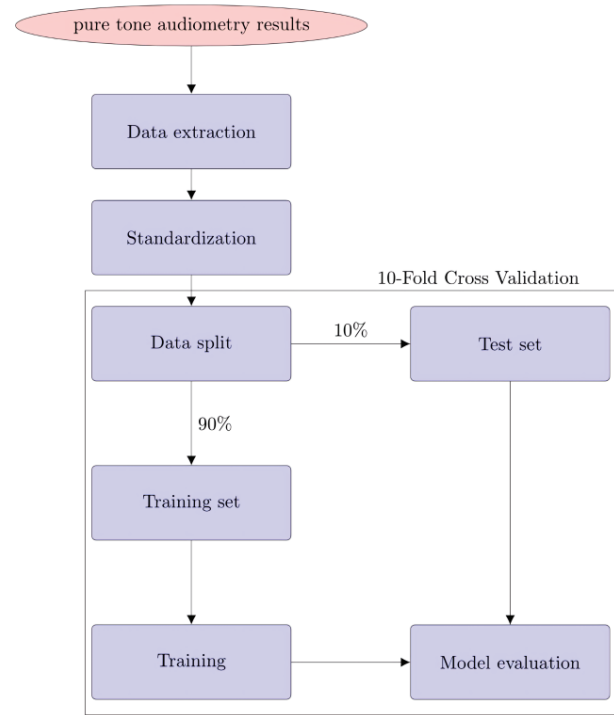 pure tone audiometry results
Data extraction
Standardization
10-Fold Cross Validation
Data split
10%
Test set
90%
Training set
Training
Model evaluation